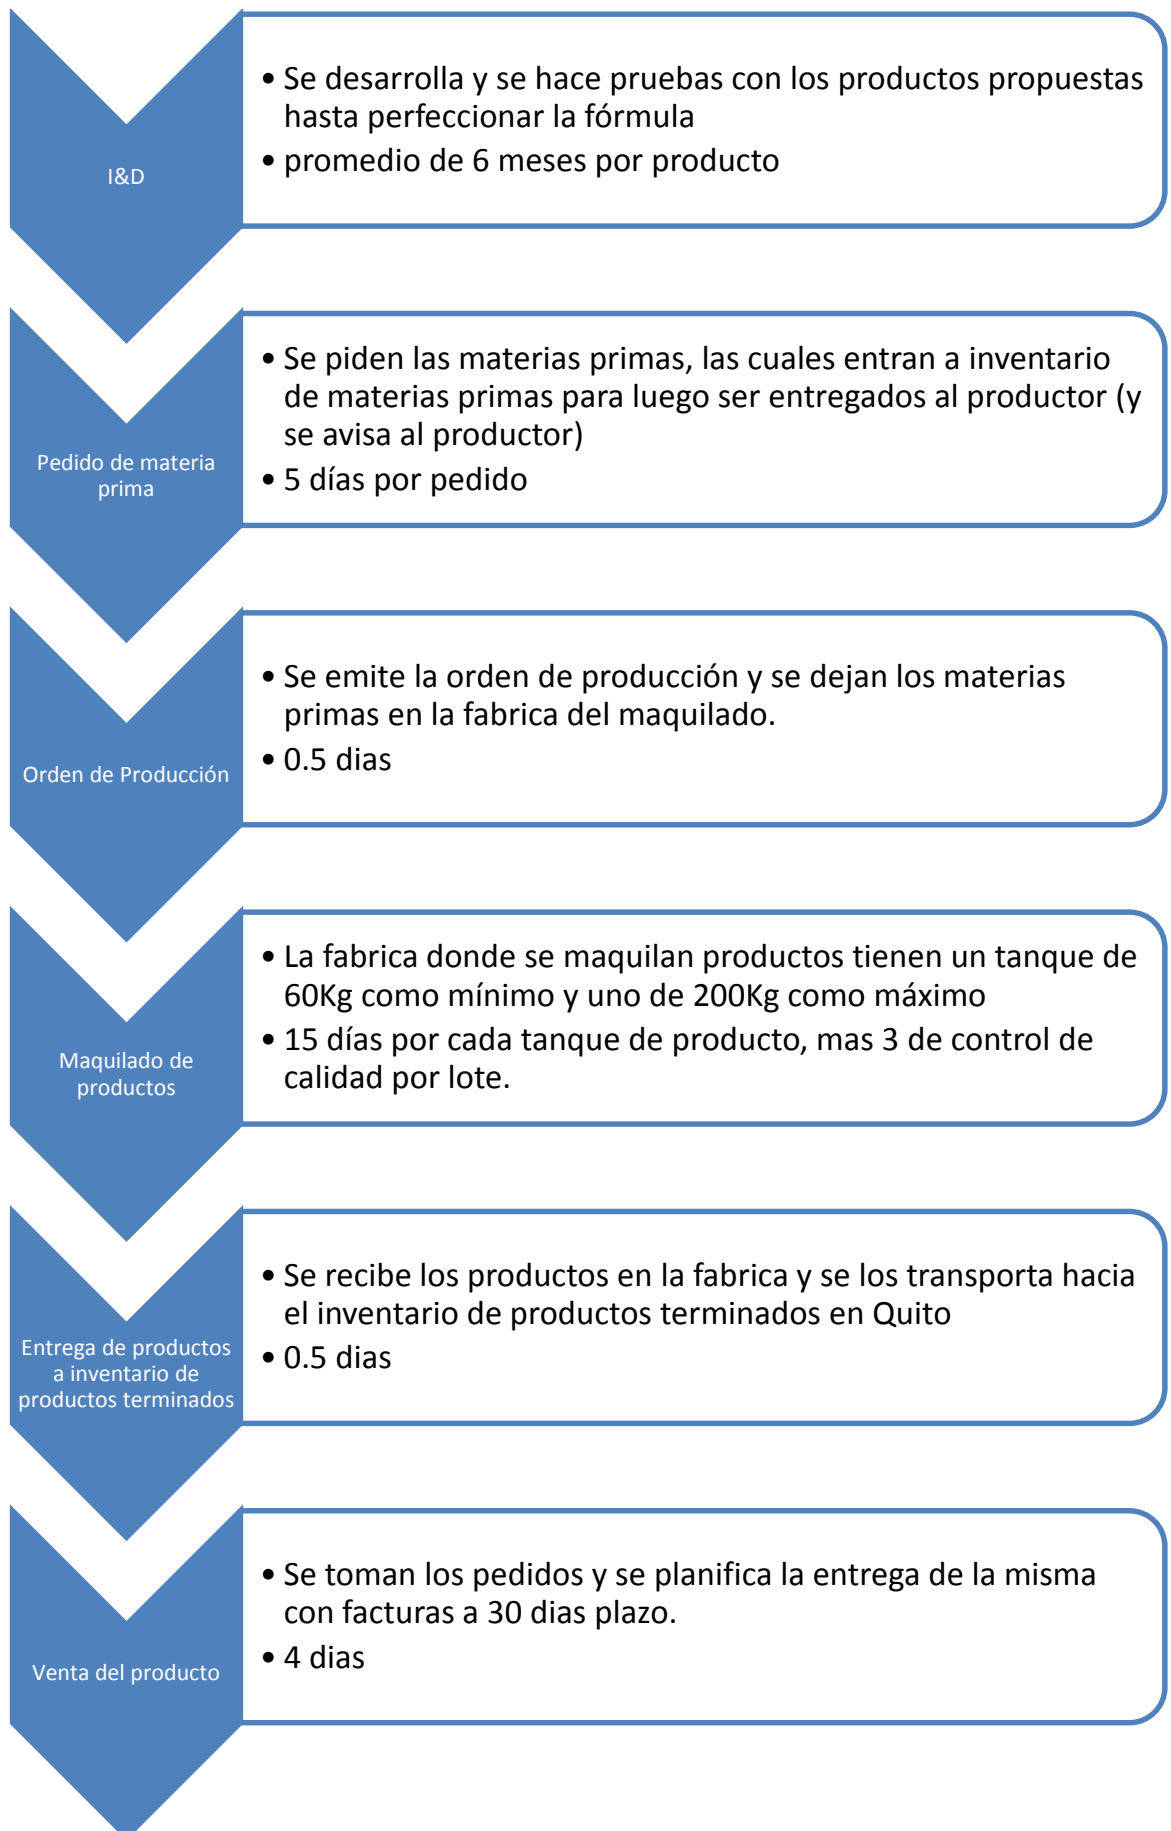 I&D
• Se desarrolla y se hace pruebas con los productos propuestas
hasta perfeccionar la fórmula
• promedio de 6 meses por producto
Pedido de materia
prima
• Se piden las materias primas, las cuales entran a inventario
de materias primas para luego ser entregados al productor (y
se avisa al productor)
• 5 días por pedido
Orden de Producción
• Se emite la orden de producción y se dejan los materias
primas en la fabrica del maquilado.
• 0.5 dias
Maquilado de
productos
• La fabrica donde se maquilan productos tienen un tanque de
60Kg como mínimo y uno de 200Kg como máximo
• 15 días por cada tanque de producto, mas 3 de control de
calidad por lote.
Entrega de productos
a inventario de
productos terminados
• Se recibe los productos en la fabrica y se los transporta hacia
el inventario de productos terminados en Quito
• 0.5 dias
Venta del producto
• Se toman los pedidos y se planifica la entrega de la misma
con facturas a 30 dias plazo.
• 4 dias